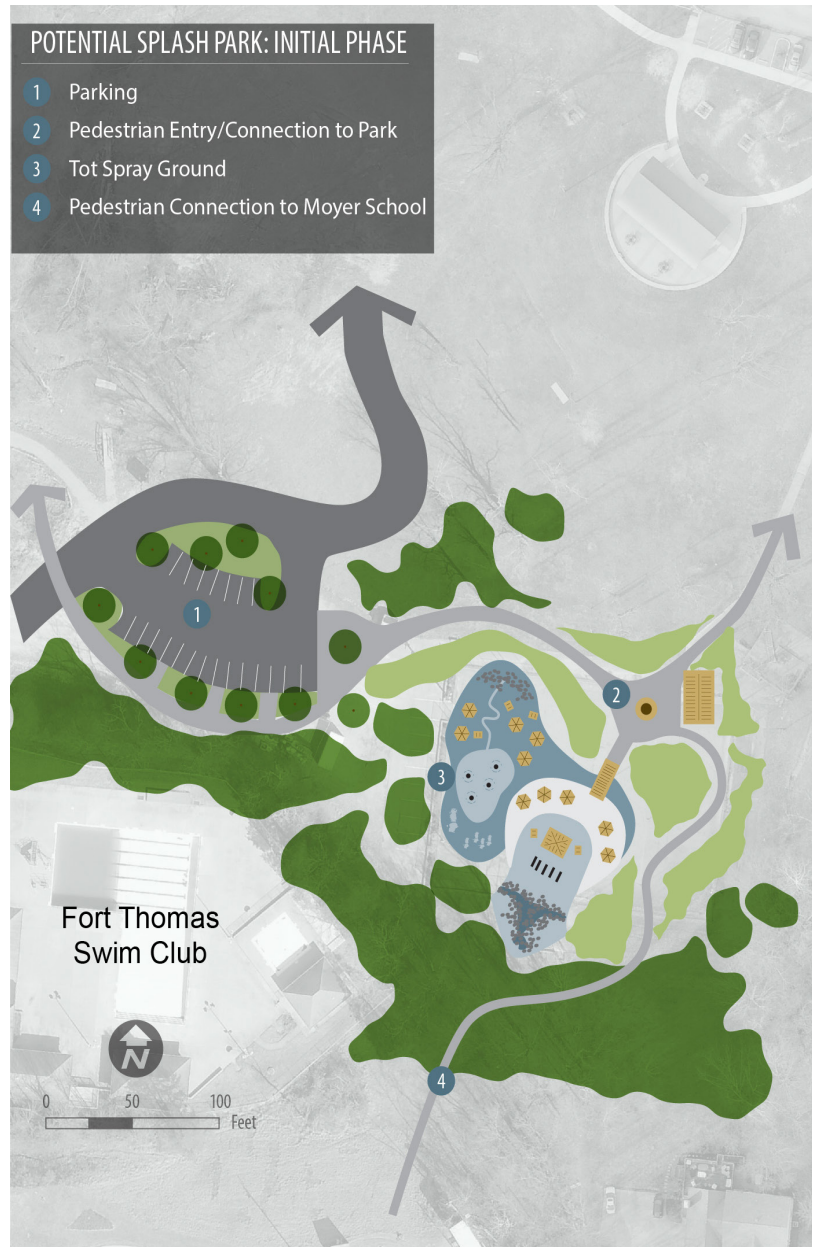 POTENTIAL SPLASH PARK: INITIAL PHASE
1 Parking
2 Pedestrian Entry/Connection to Park
3 Tot Spray Ground
4 Pedestrian Connection to Moyer School
1
2
3
Fort Thomas
Swim Club
N
4
0 50 100
Feet